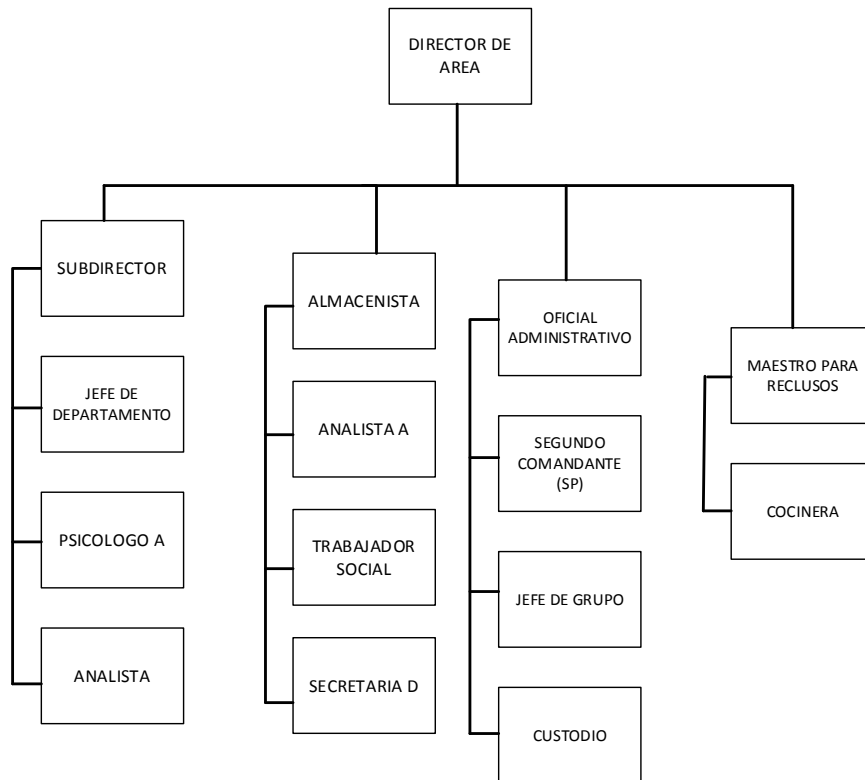 DIRECTOR DE
AREA
SUBDIRECTOR
JEFE DE
DEPARTAMENTO
PSICOLOGO A
ANALISTA
ALMACENISTA
ANALISTA A
TRABAJADOR
SOCIAL
SECRETARIA D
OFICIAL
ADMINISTRATIVO
SEGUNDO
COMANDANTE
(SP)
JEFE DE GRUPO
CUSTODIO
MAESTRO PARA
RECLUSOS
COCINERA